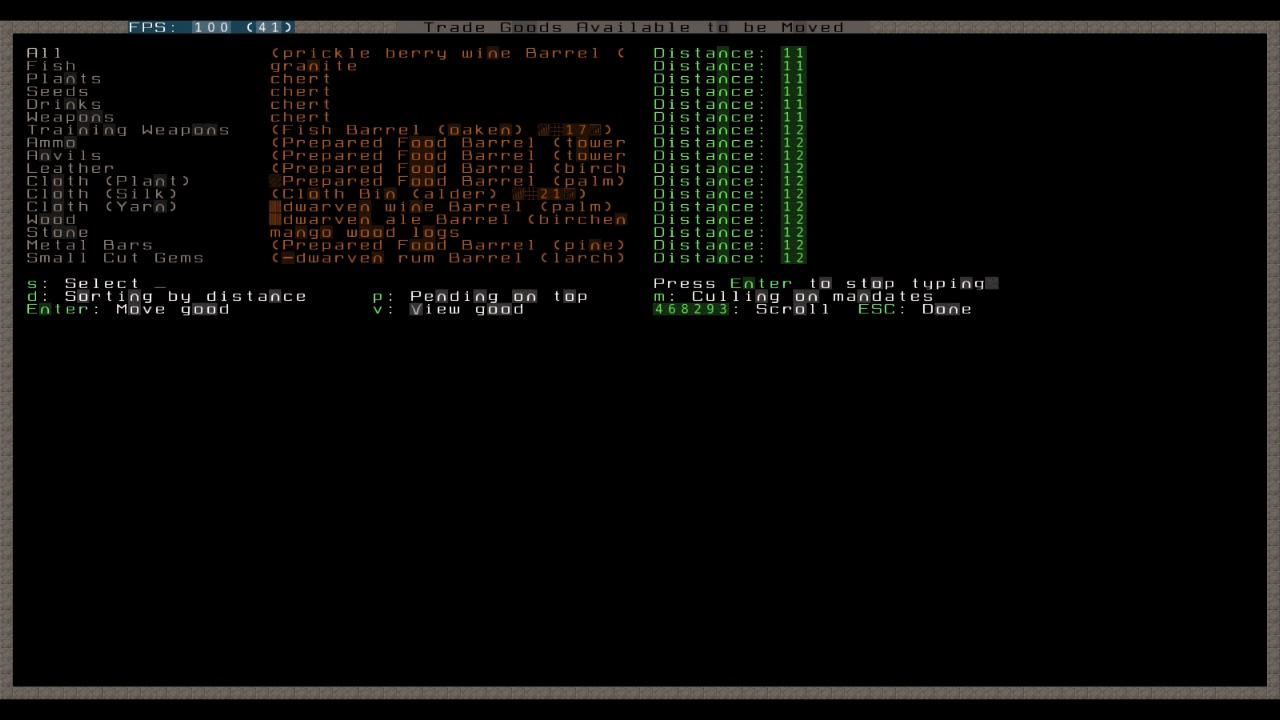 FPS: 100 (41) Trade Goods Available to be Moved
All (prickle berry wine Barrel ( Distance: 11
Fish granite Distance: 11
Plants chert Distance: 11
Seeds chert Distance: 11
Drinks chert Distance: 11
Weapons chert Distance: 11
Training Weapons (Fish Barrel (oaken) 17 ) Distance: 12
Ammo (Prepared Food Barrel (tower Distance: 12
Anvils (Prepared Food Barrel (tower Distance: 12
Leather (Prepared Food Barrel (birch Distance: 12
Cloth (Plant) Prepared Food Barrel (palm) Distance: 12
Cloth (Silk) (Cloth Bin (alder) 21 ) Distance: 12
Cloth (Yarn) dwarven wine Barrel (palm) Distance: 12
Wood dwarven ale Barrel (birchen Distance: 12
Stone mango wood logs Distance: 12
Metal Bars (Prepared Food Barrel (pine) Distance: 12
Small Cut Gems (-dwarven rum Barrel (larch) Distance: 12
s: Select _ Press Enter to stop typing
d: Sorting by distance p: Pending on top m: Culling on mandates
Enter: Move good v: View good 468293: Scroll ESC: Done